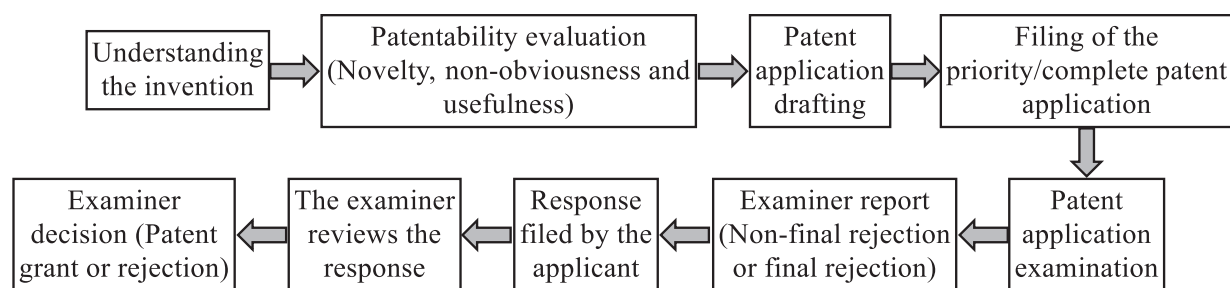 Understanding
the invention
Patentability evaluation
(Novelty, non-obviousness and
usefulness)
Patent
application
drafting
Filing of the
priority/complete patent
application
Patent
application
examination
Examiner report
(Non-final rejection
or final rejection)
Response
filed by the
applicant
The examiner
reviews the
response
Examiner
decision (Patent
grant or rejection)